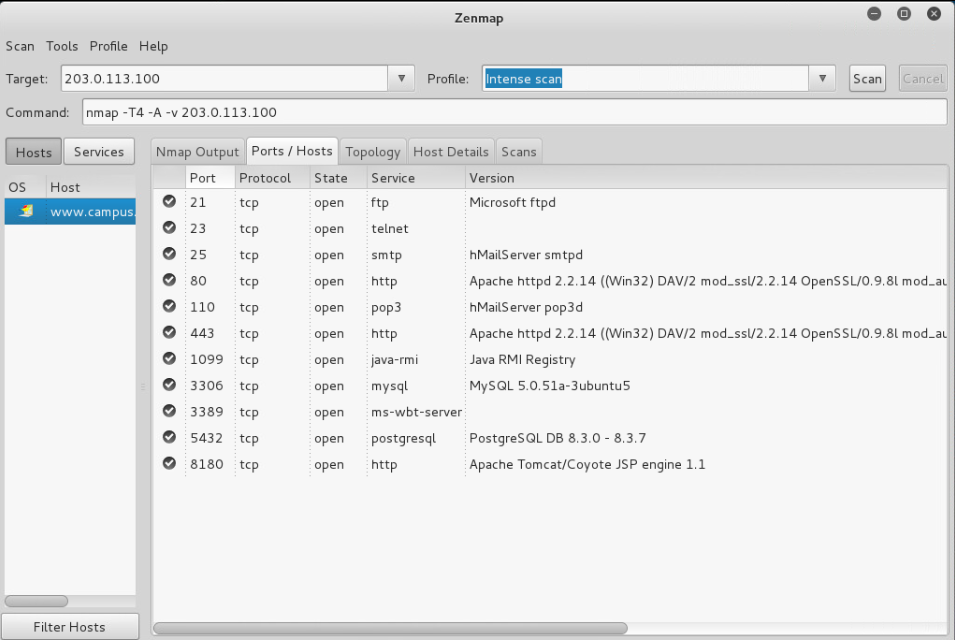 Zenmap
Scan Tools Profile Help
Target: 203.0.113.100 Profile: Intense scan Scan Cancel
Command: nmap -T4 -A -v 203.0.113.100
Hosts Services Nmap Output Ports / Hosts Topology Host Details Scans
OS Host Port Protocol State Service Version
www.campus. 21 tcp open ftp Microsoft ftpd
23 tcp open telnet
25 tcp open smtp hMailServer smtpd
80 tcp open http Apache httpd 2.2.14 ((Win32) DAV/2 mod_ssl/2.2.14 OpenSSL/0.9.8l mod_au
110 tcp open pop3 hMailServer pop3d
443 tcp open http Apache httpd 2.2.14 ((Win32) DAV/2 mod_ssl/2.2.14 OpenSSL/0.9.8l mod_au
1099 tcp open java-rmi Java RMI Registry
3306 tcp open mysql MySQL 5.0.51a-3ubuntu5
3389 tcp open ms-wbt-server
5432 tcp open postgresql PostgreSQL DB 8.3.0 - 8.3.7
8180 tcp open http Apache Tomcat/Coyote JSP engine 1.1
Filter Hosts